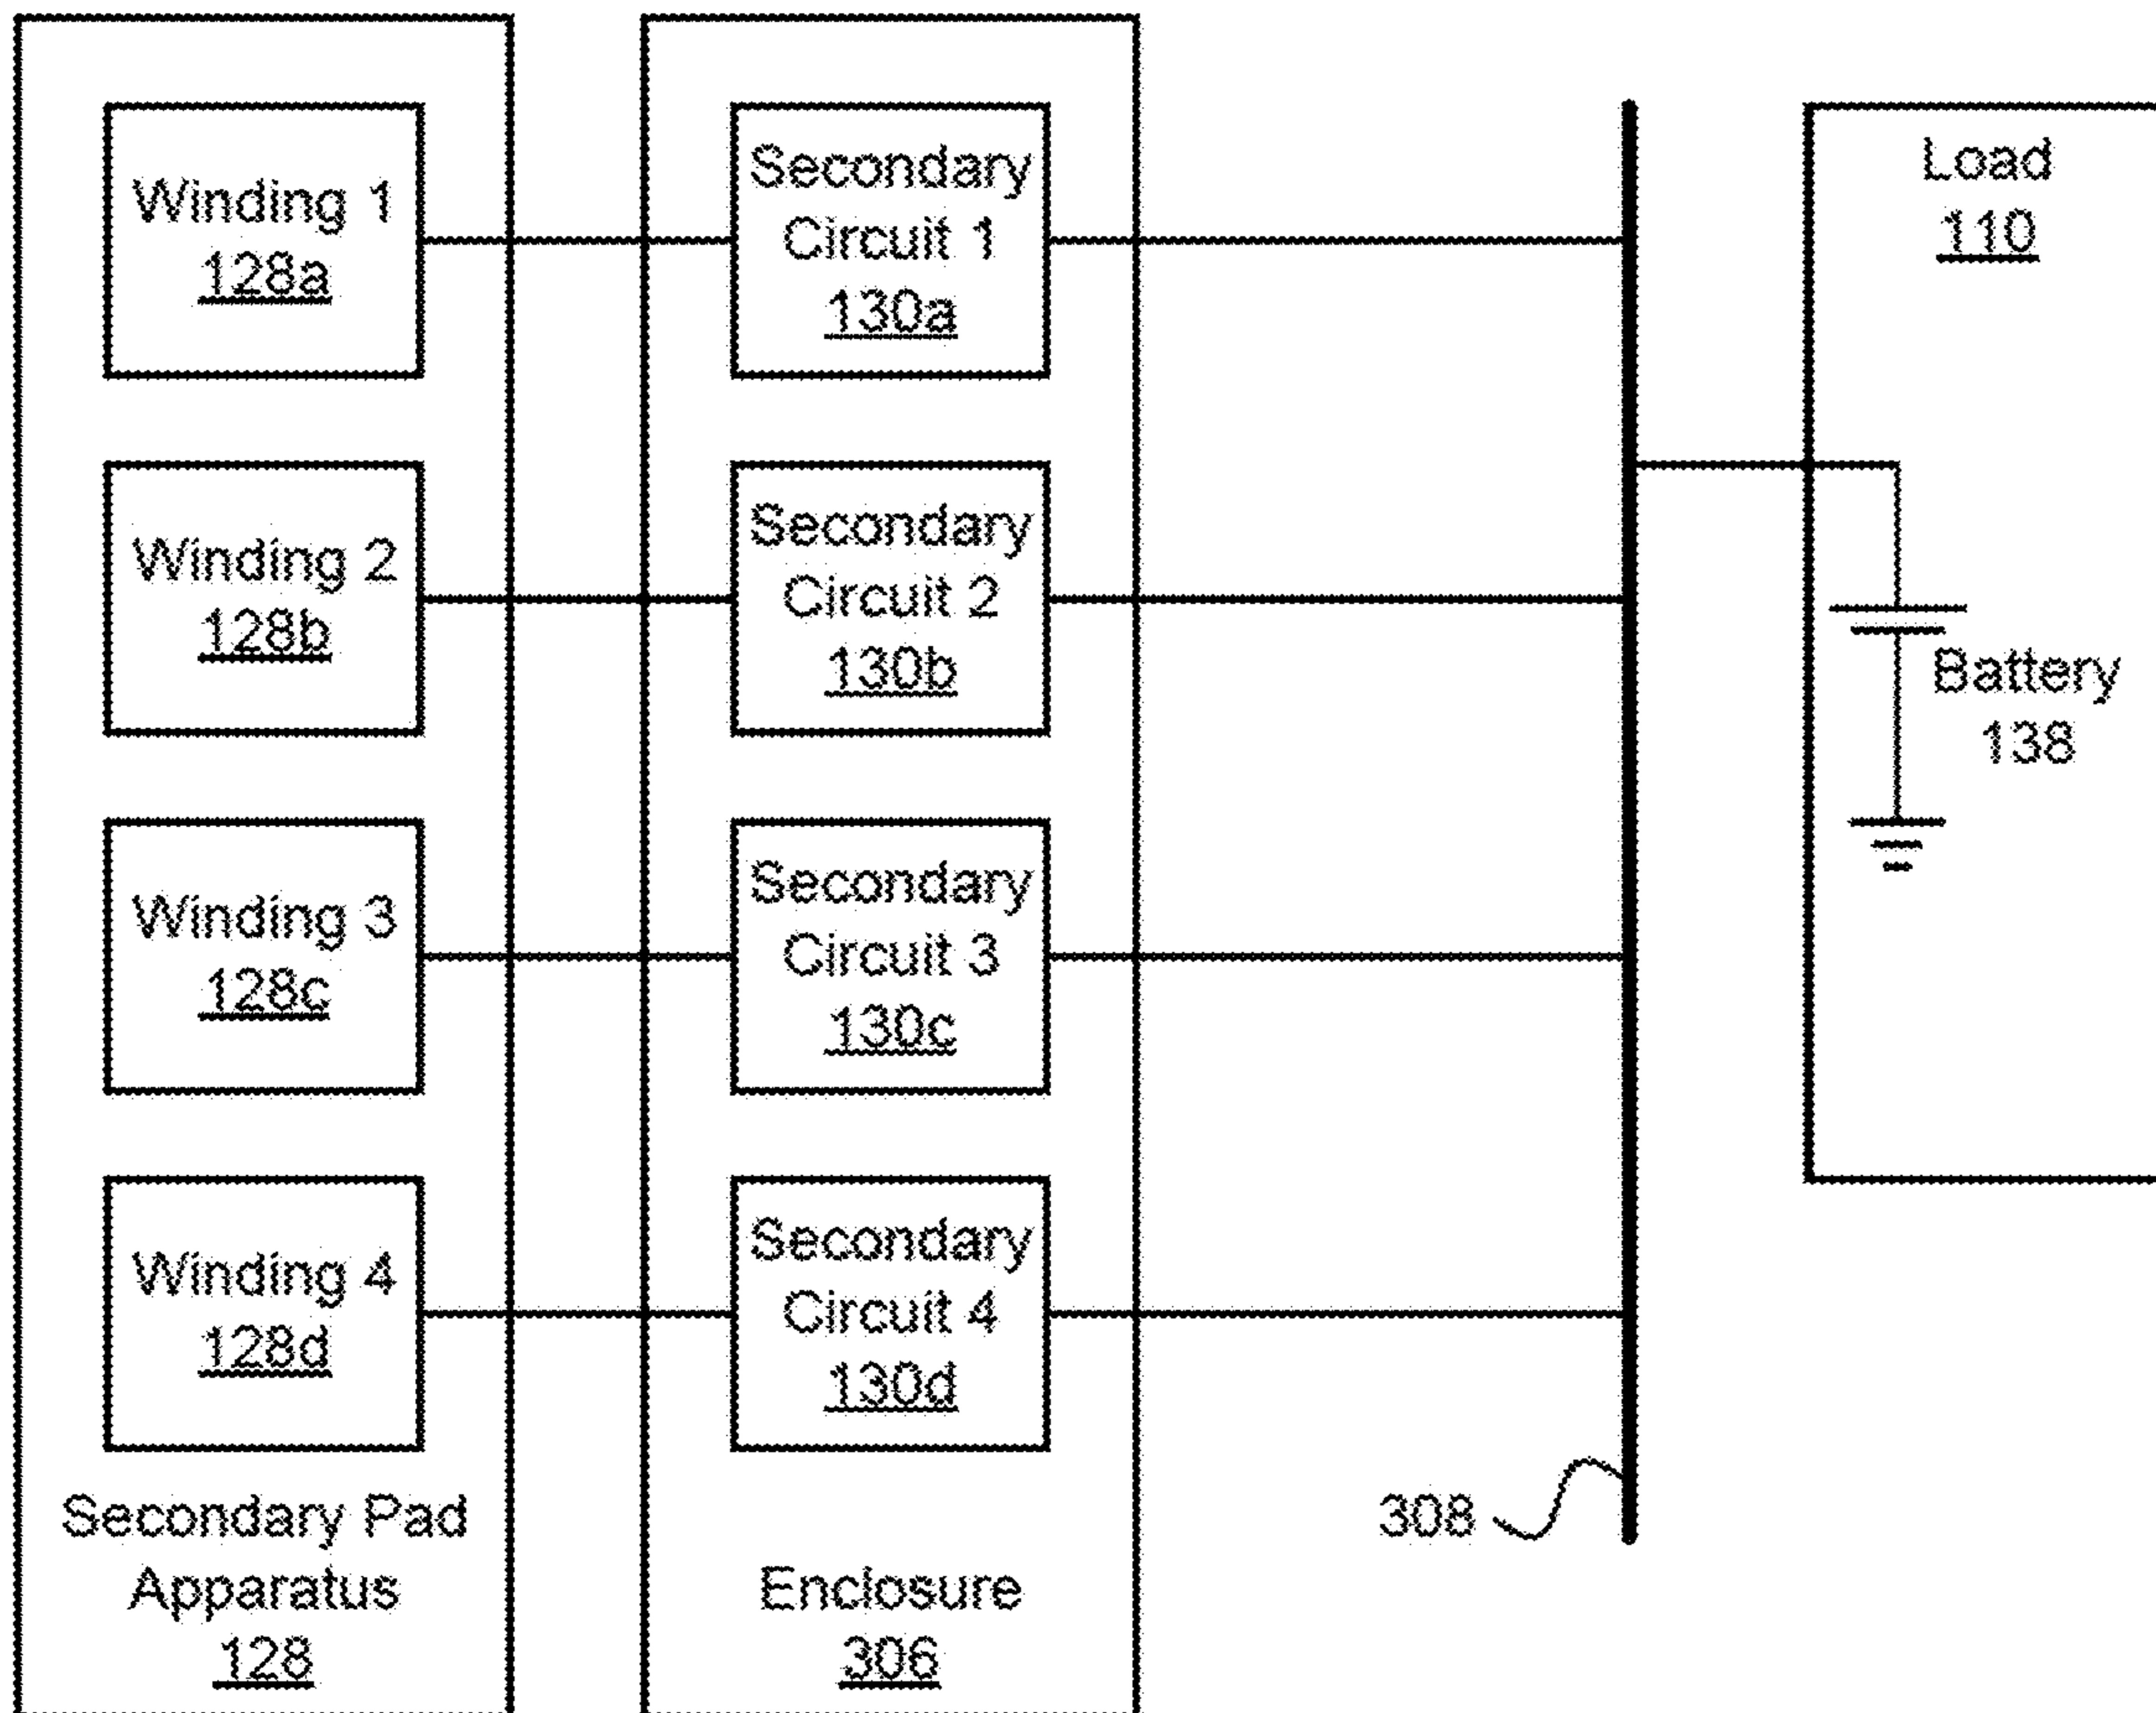 Winding 1
128a
Secondary
Circuit 1
130a
Load
110
Winding 2
128b
Secondary
Circuit 2
130b
Battery
138
Winding 3
128c
Secondary
Circuit 3
130c
Winding 4
128d
Secondary
Circuit 4
130d
Secondary Pad
Apparatus
128
Enclosure
306
308